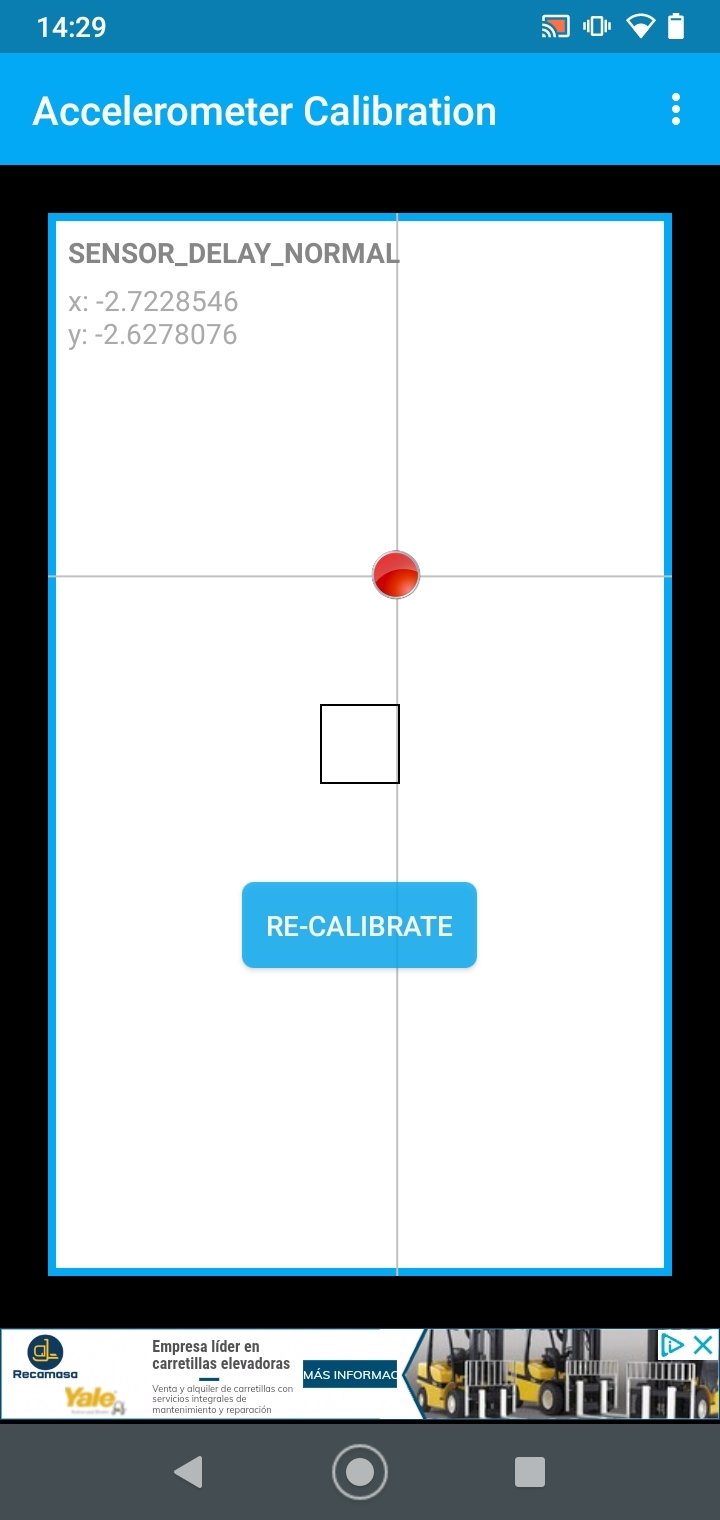 14:29
Accelerometer Calibration
SENSOR_DELAY_NORMAL
x: -2.7228546
y: -2.6278076
RE-CALIBRATE
Recamasa
Yale
Empresa líder en
carretillas elevadoras
Venta y alquiler de carretillas con
servicios integrales de
mantenimiento y reparación
MÁS INFORMAC